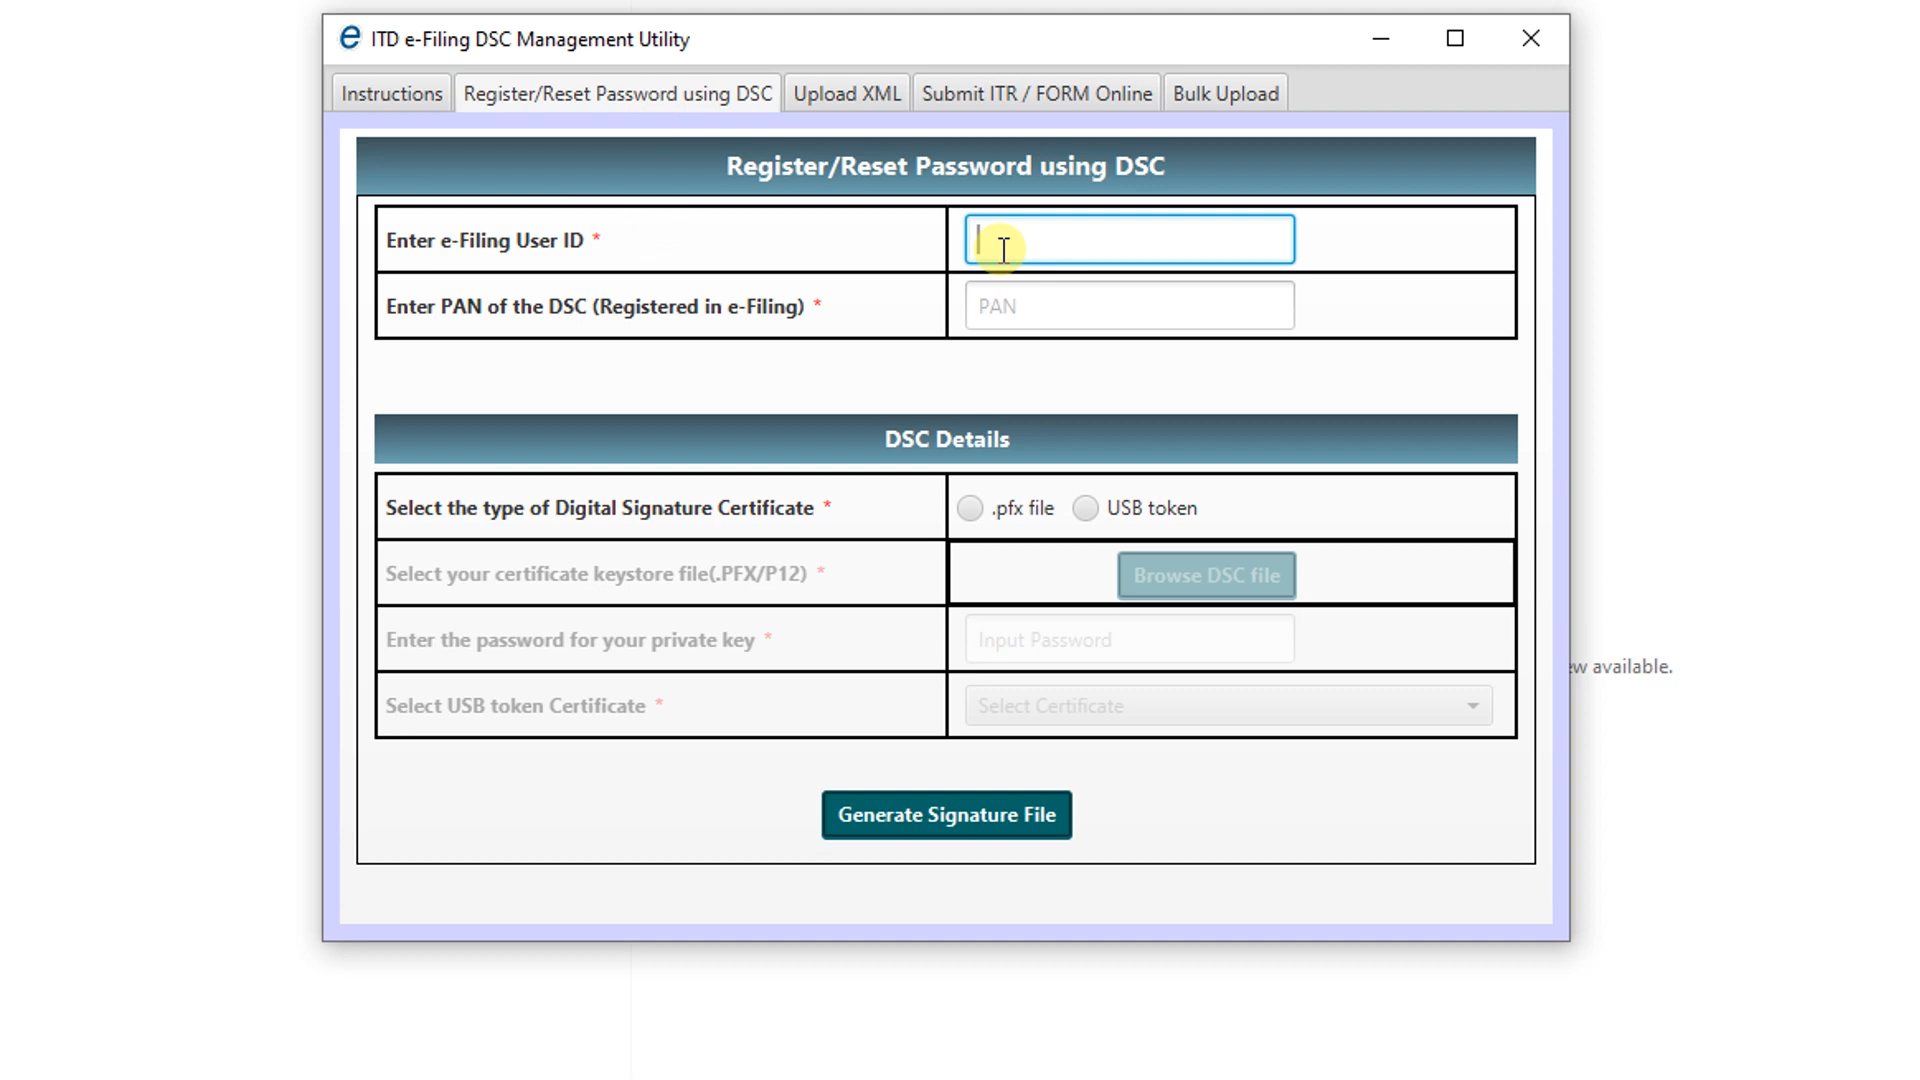 e ITD e-Filing DSC Management Utility
Instructions Register/Reset Password using DSC Upload XML Submit ITR / FORM Online Bulk Upload
Register/Reset Password using DSC
Enter e-Filing User ID *
Enter PAN of the DSC (Registered in e-Filing) * PAN
DSC Details
Select the type of Digital Signature Certificate * .pfx file USB token
Select your certificate keystore file(.PFX/P12) * Browse DSC file
Enter the password for your private key * Input Password
available.
Select USB token Certificate * Select Certificate
Generate Signature File